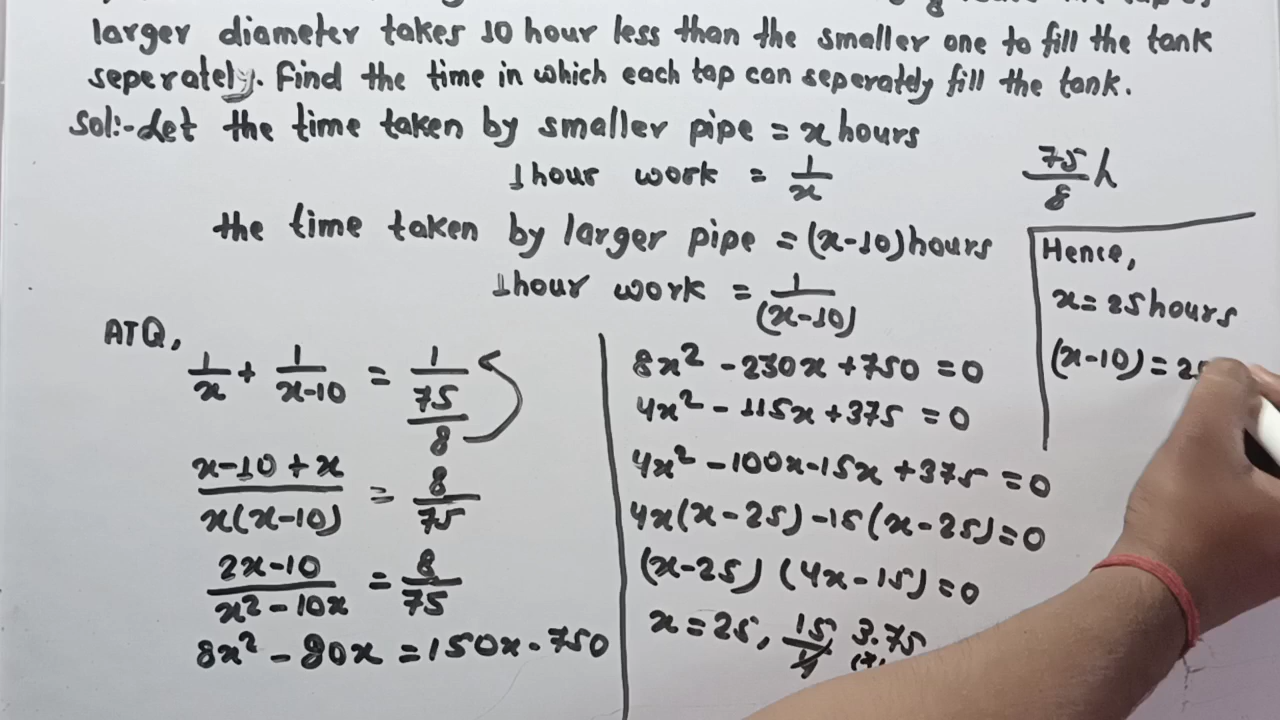 larger diameter takes 10 hour less than the smaller one to fill the tank
seperately. Find the time in which each tap can seperately fill the tank.
Sol:- Let the time taken by smaller pipe = x hours
1 hour work = 1/x
75/8 h
the time taken by larger pipe = (x-10) hours
1 hour work = 1/(x-10)
ATQ,
1/x + 1/(x-10) = 1/(75/8)
(x-10+x)/(x(x-10)) = 8/75
(2x-10)/(x²-10x) = 8/75
8x² - 80x = 150x - 750
8x² - 230x + 750 = 0
4x² - 115x + 375 = 0
4x² - 100x - 15x + 375 = 0
4x(x-25) - 15(x-25) = 0
(x-25) (4x-15) = 0
x = 25, 15/4 3.75
Hence,
x = 25 hours
(x-10) = 2